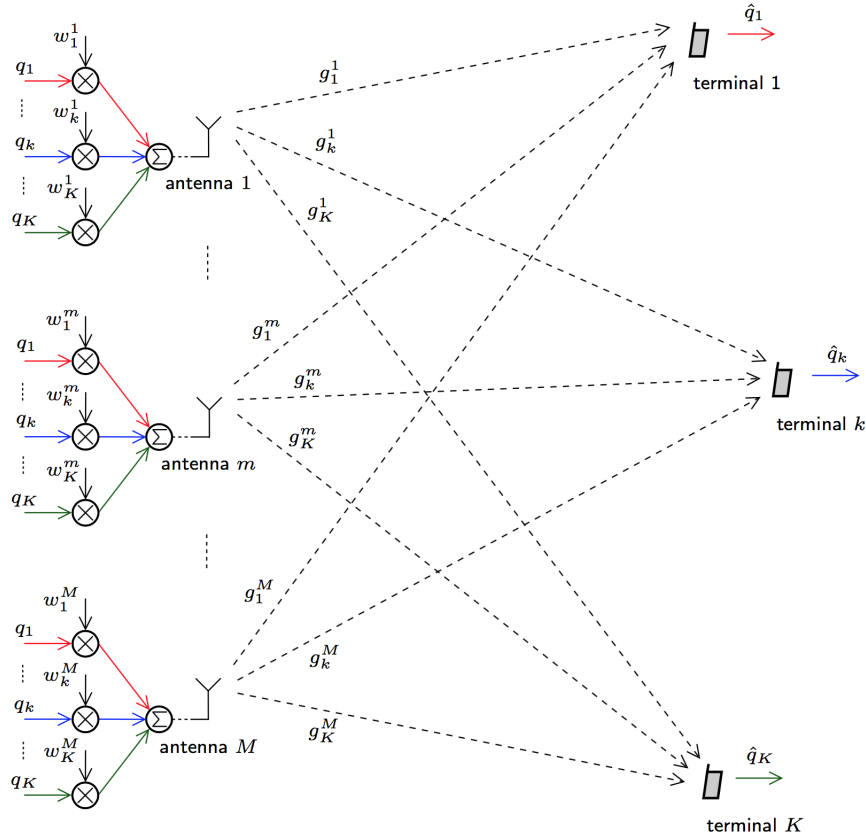 w_1^1
q_1
w_k^1
q_k
Σ
w_K^1
antenna 1
q_K
g_1^1
g_k^1
g_K^1
q̂_1
terminal 1
w_1^m
q_1
w_k^m
q_k
Σ
w_K^m
antenna m
q_K
g_1^m
g_k^m
g_K^m
q̂_k
terminal k
w_1^M
q_1
w_k^M
q_k
Σ
w_K^M
antenna M
q_K
g_1^M
g_k^M
g_K^M
q̂_K
terminal K